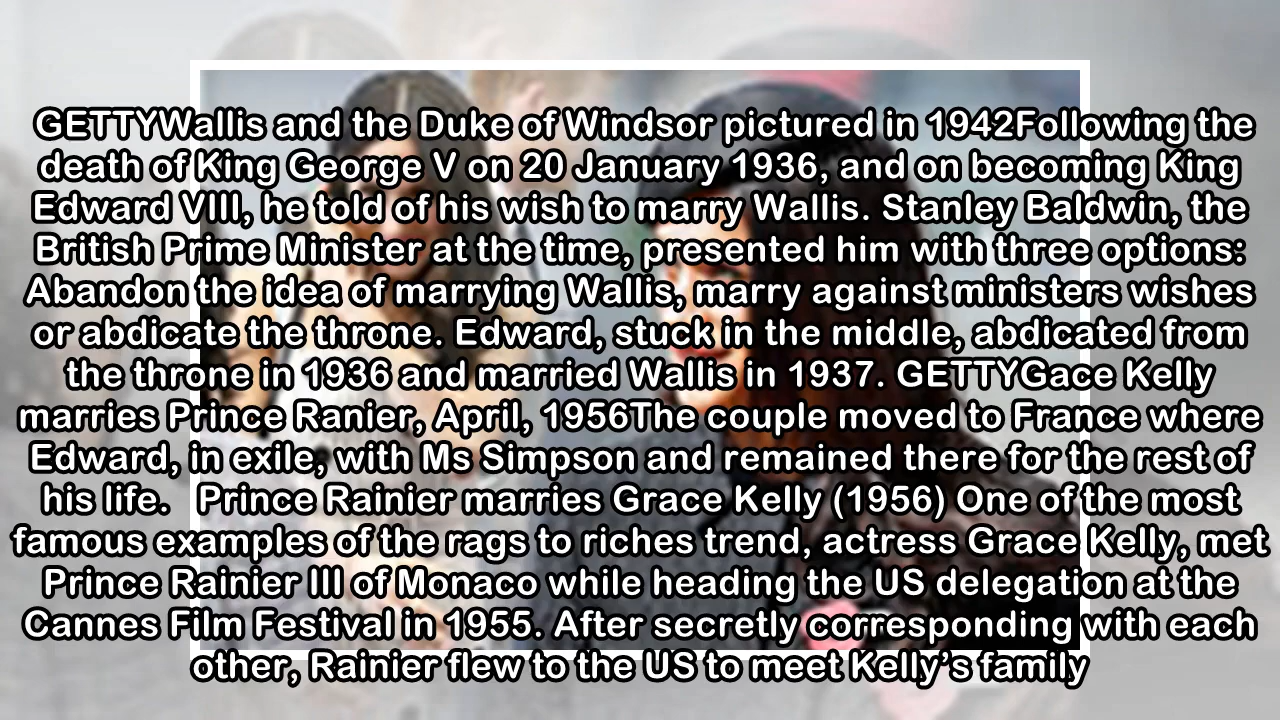 GETTYWallis and the Duke of Windsor pictured in 1942Following the
death of King George V on 20 January 1936, and on becoming King
Edward VIII, he told of his wish to marry Wallis. Stanley Baldwin, the
British Prime Minister at the time, presented him with three options:
Abandon the idea of marrying Wallis, marry against ministers wishes
or abdicate the throne. Edward, stuck in the middle, abdicated from
the throne in 1936 and married Wallis in 1937. GETTYGace Kelly
marries Prince Ranier, April, 1956The couple moved to France where
Edward, in exile, with Ms Simpson and remained there for the rest of
his life.   Prince Rainier marries Grace Kelly (1956) One of the most
famous examples of the rags to riches trend, actress Grace Kelly, met
Prince Rainier III of Monaco while heading the US delegation at the
Cannes Film Festival in 1955. After secretly corresponding with each
other, Rainier flew to the US to meet Kelly’s family